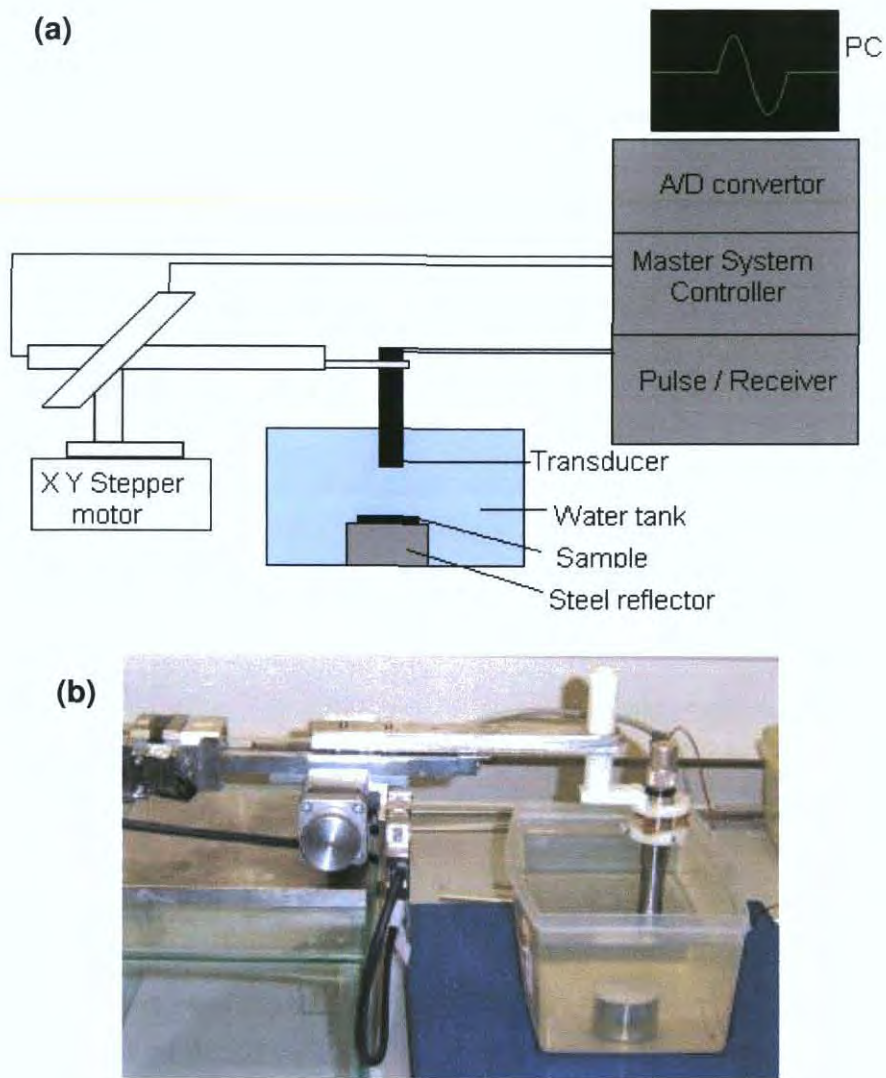 (a)
PC
A/D convertor
Master System
Controller
Pulse / Receiver
X Y Stepper
motor
Transducer
Water tank
Sample
Steel reflector
(b)